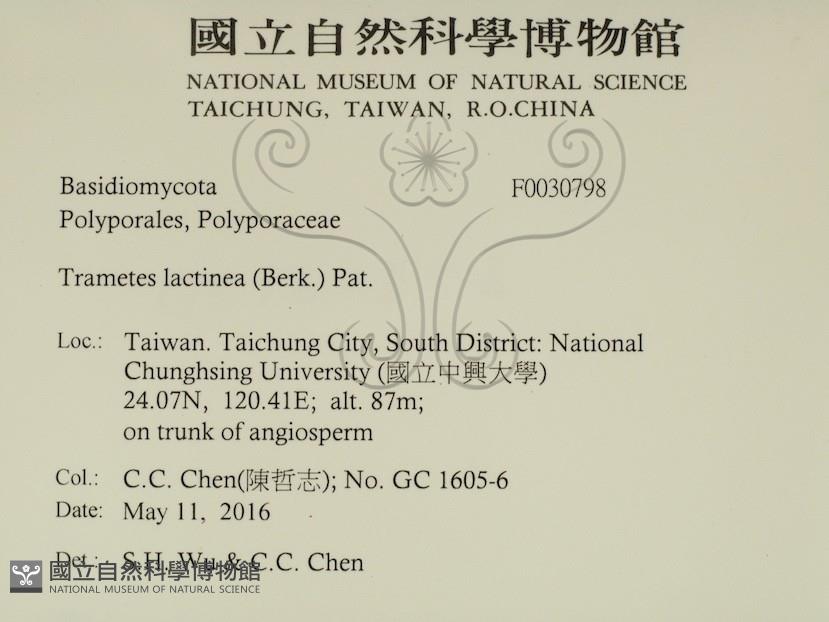 國立自然科學博物館
NATIONAL MUSEUM OF NATURAL SCIENCE
TAICHUNG, TAIWAN, R.O.CHINA
Basidiomycota F0030798
Polyporales, Polyporaceae
Trametes lactinea (Berk.) Pat.
Loc.: Taiwan. Taichung City, South District: National
Chunghsing University (國立中興大學)
24.07N, 120.41E; alt. 87m;
on trunk of angiosperm
Col.: C.C. Chen(陳哲志); No. GC 1605-6
Date: May 11, 2016
Det.: S.H. Wu & C.C. Chen
國立自然科學博物館
NATIONAL MUSEUM OF NATURAL SCIENCE